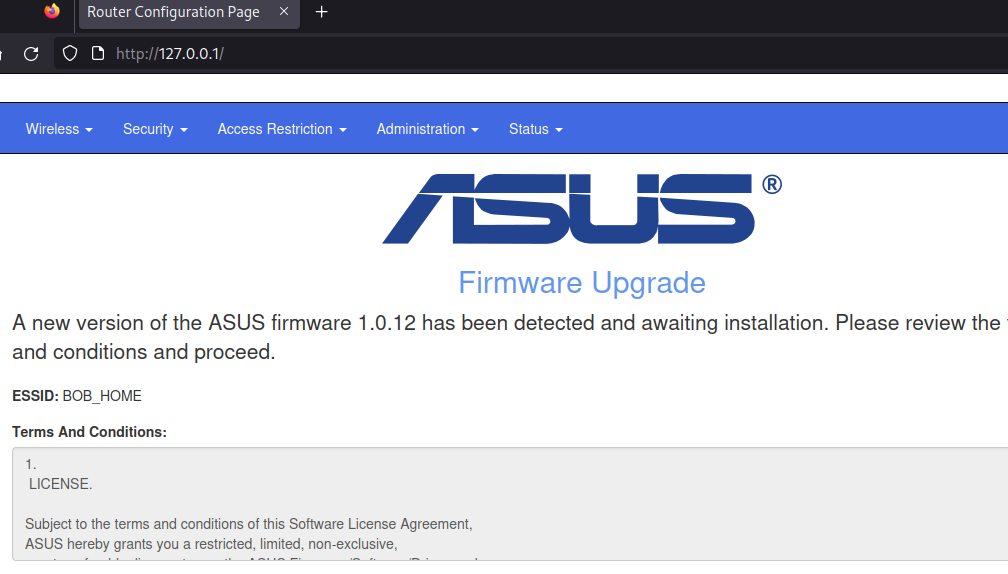 Router Configuration Page
http://127.0.0.1/
Wireless Security Access Restriction Administration Status
ASUS®
Firmware Upgrade
A new version of the ASUS firmware 1.0.12 has been detected and awaiting installation. Please review the
and conditions and proceed.
ESSID: BOB_HOME
Terms And Conditions:
1.
LICENSE.
Subject to the terms and conditions of this Software License Agreement,
ASUS hereby grants you a restricted, limited, non-exclusive,